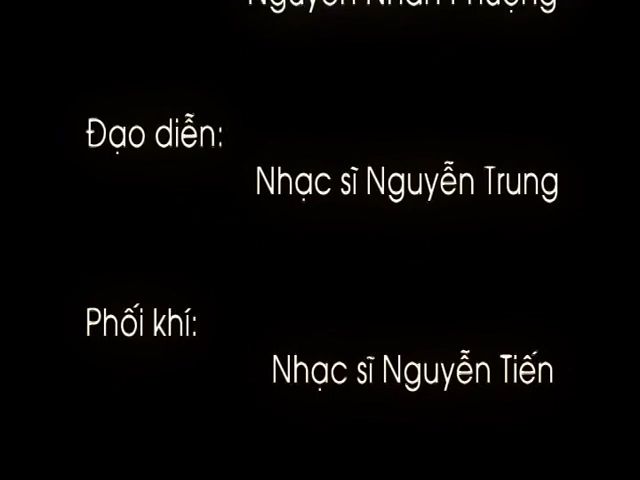 Đạo diễn:
Nhạc sĩ Nguyễn Trung
Phối khí:
Nhạc sĩ Nguyễn Tiến